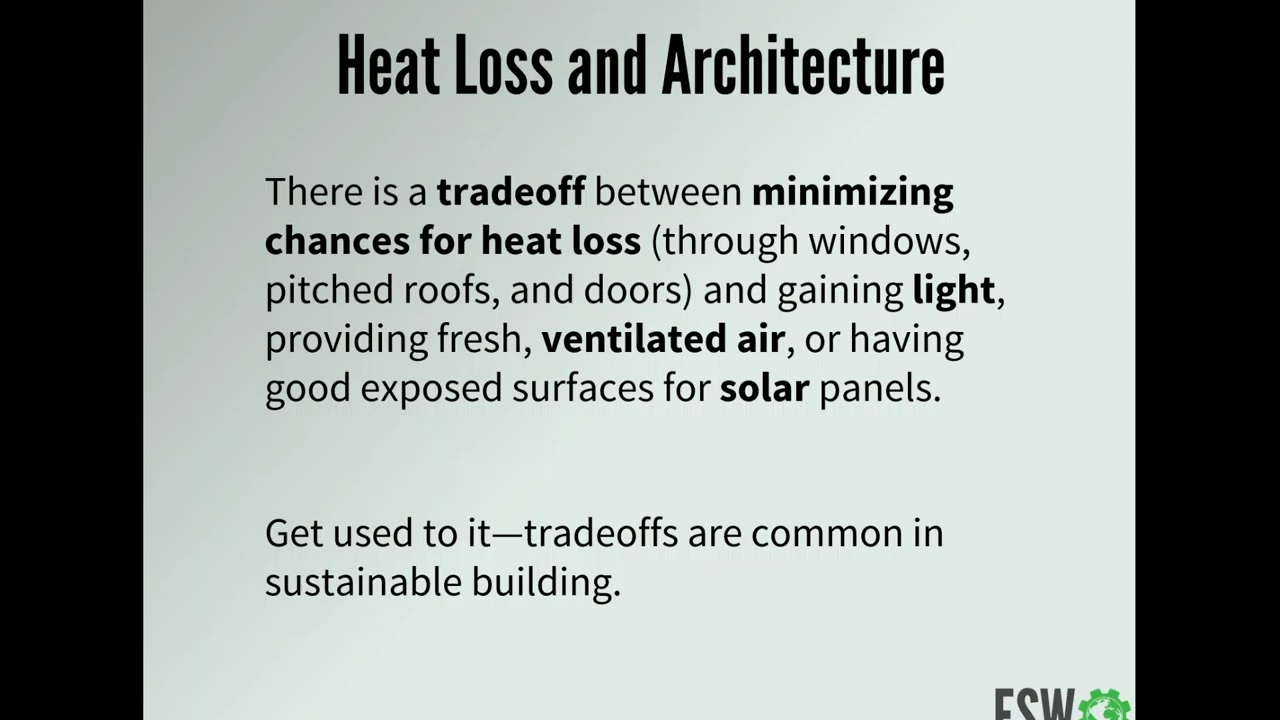 Heat Loss and Architecture
There is a tradeoff between minimizing
chances for heat loss (through windows,
pitched roofs, and doors) and gaining light,
providing fresh, ventilated air, or having
good exposed surfaces for solar panels.
Get used to it—tradeoffs are common in
sustainable building.
ESW